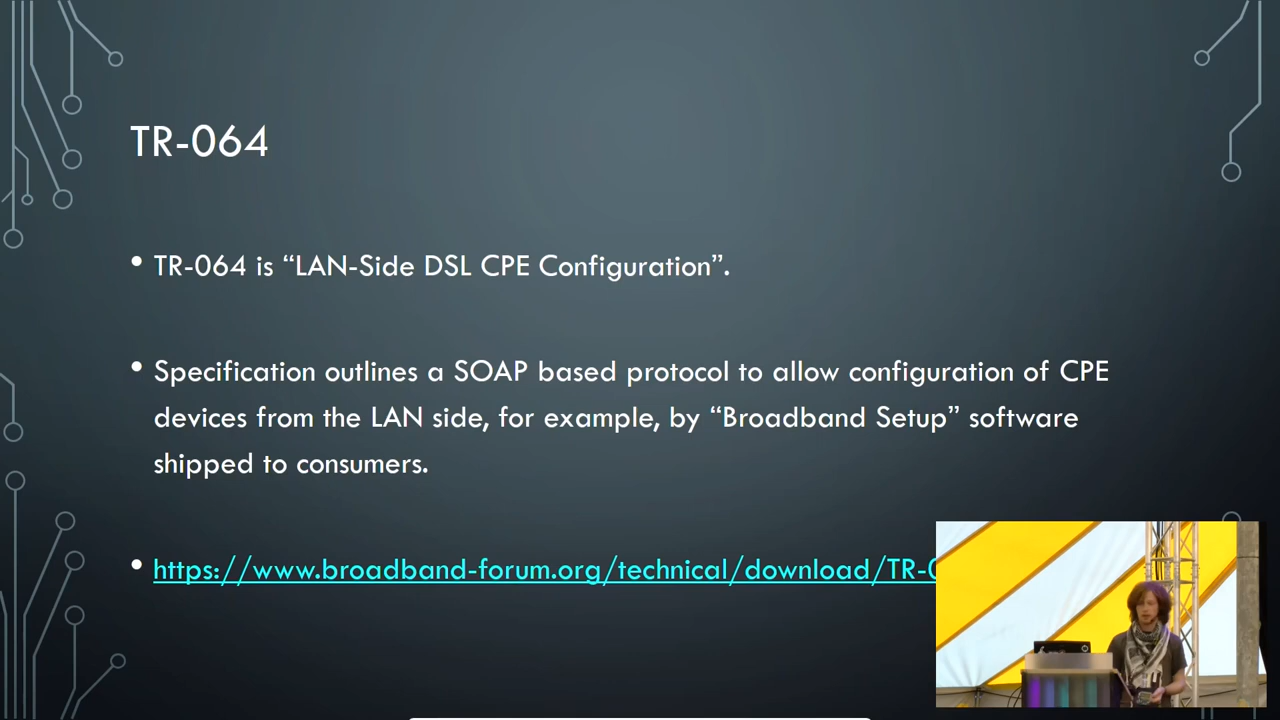 TR-064
• TR-064 is “LAN-Side DSL CPE Configuration”.
• Specification outlines a SOAP based protocol to allow configuration of CPE
devices from the LAN side, for example, by “Broadband Setup” software
shipped to consumers.
• https://www.broadband-forum.org/technical/download/TR-0